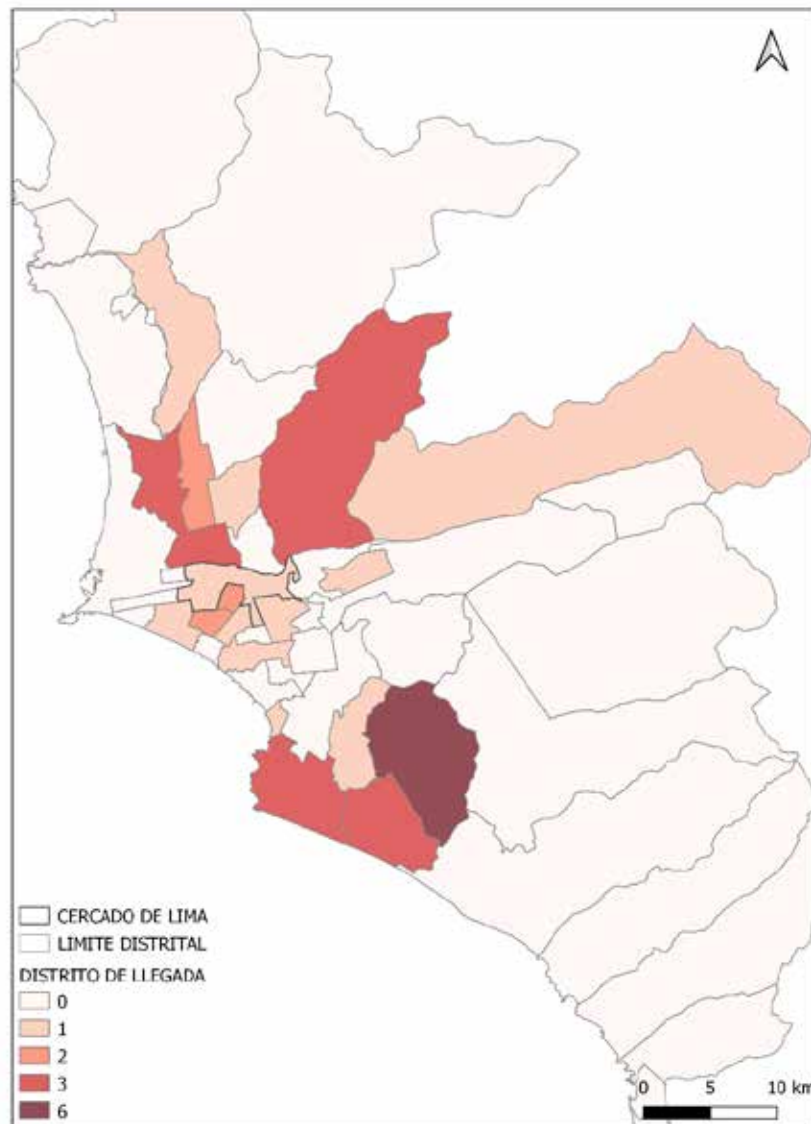 CERCADO DE LIMA
LIMITE DISTRITAL
DISTRITO DE LLEGADA
0
1
2
3
6
0 5 10 km